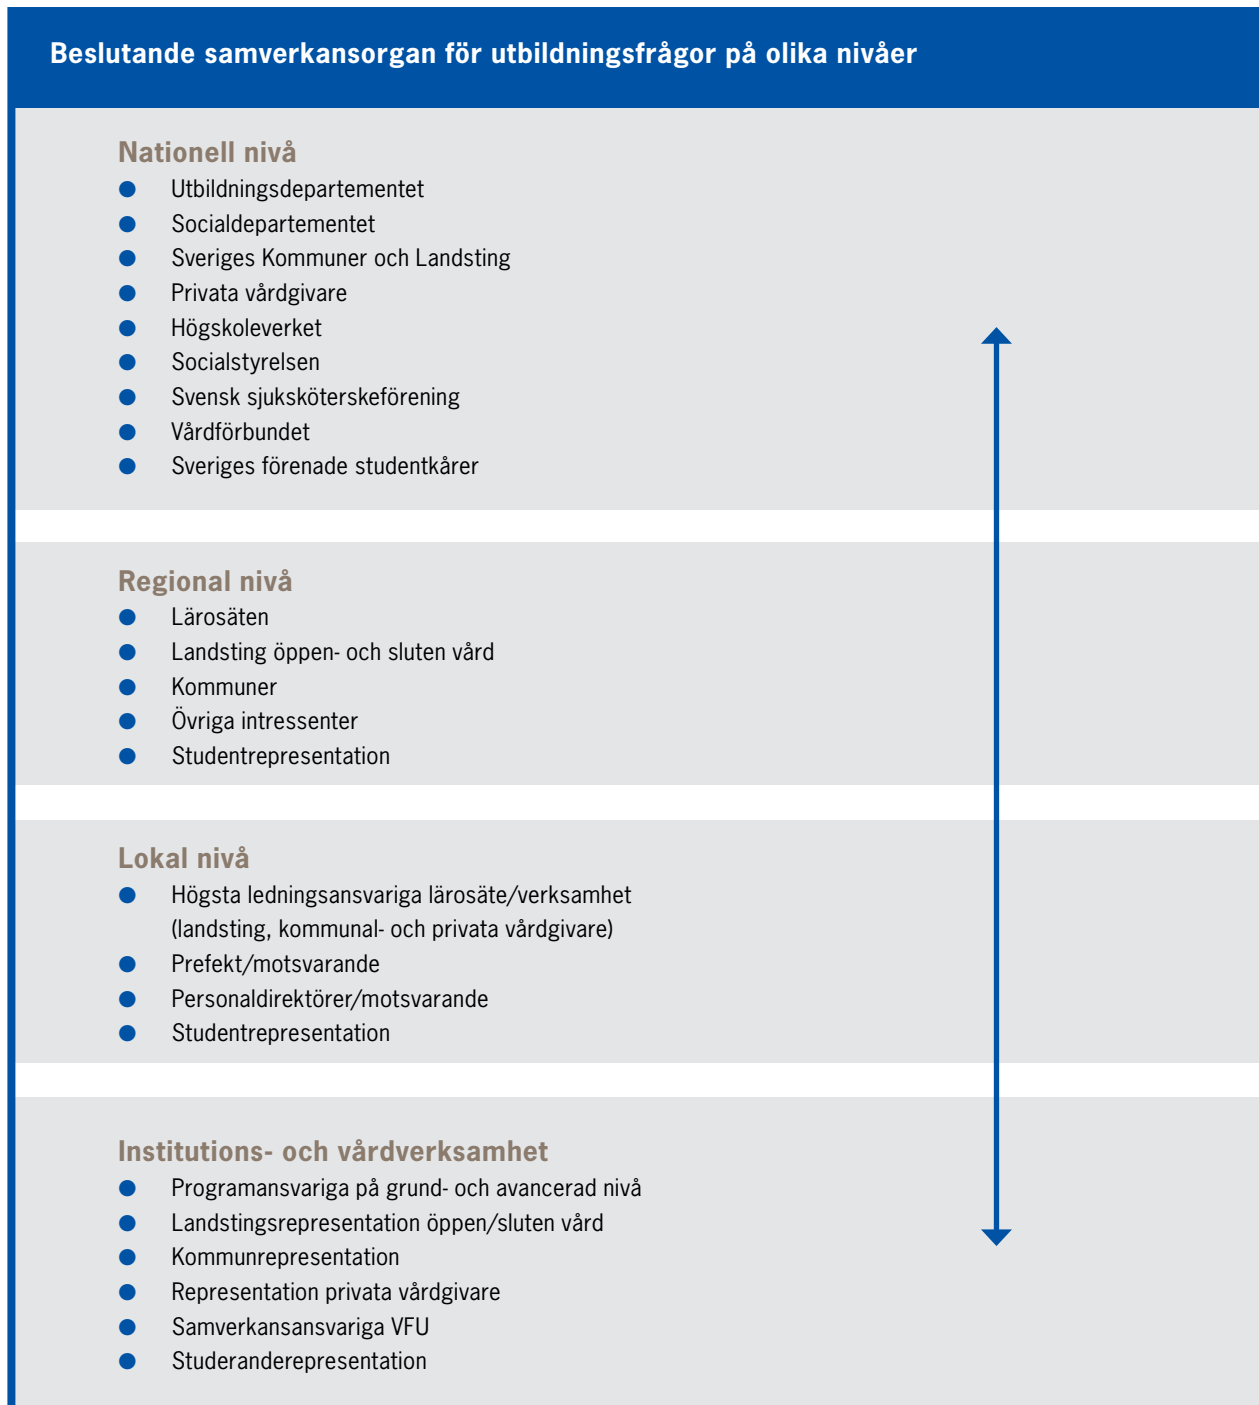 Beslutande samverkansorgan för utbildningsfrågor på olika nivåer
Nationell nivå
● Utbildningsdepartementet
● Socialdepartementet
● Sveriges Kommuner och Landsting
● Privata vårdgivare
● Högskoleverket
● Socialstyrelsen
● Svensk sjuksköterskeförening
● Vårdförbundet
● Sveriges förenade studentkårer
Regional nivå
● Lärosäten
● Landsting öppen- och sluten vård
● Kommuner
● Övriga intressenter
● Studentrepresentation
Lokal nivå
● Högsta ledningsansvariga lärosäte/verksamhet
(landsting, kommunal- och privata vårdgivare)
● Prefekt/motsvarande
● Personaldirektörer/motsvarande
● Studentrepresentation
Institutions- och vårdverksamhet
● Programansvariga på grund- och avancerad nivå
● Landstingsrepresentation öppen/sluten vård
● Kommunrepresentation
● Representation privata vårdgivare
● Samverkansansvariga VFU
● Studeranderepresentation